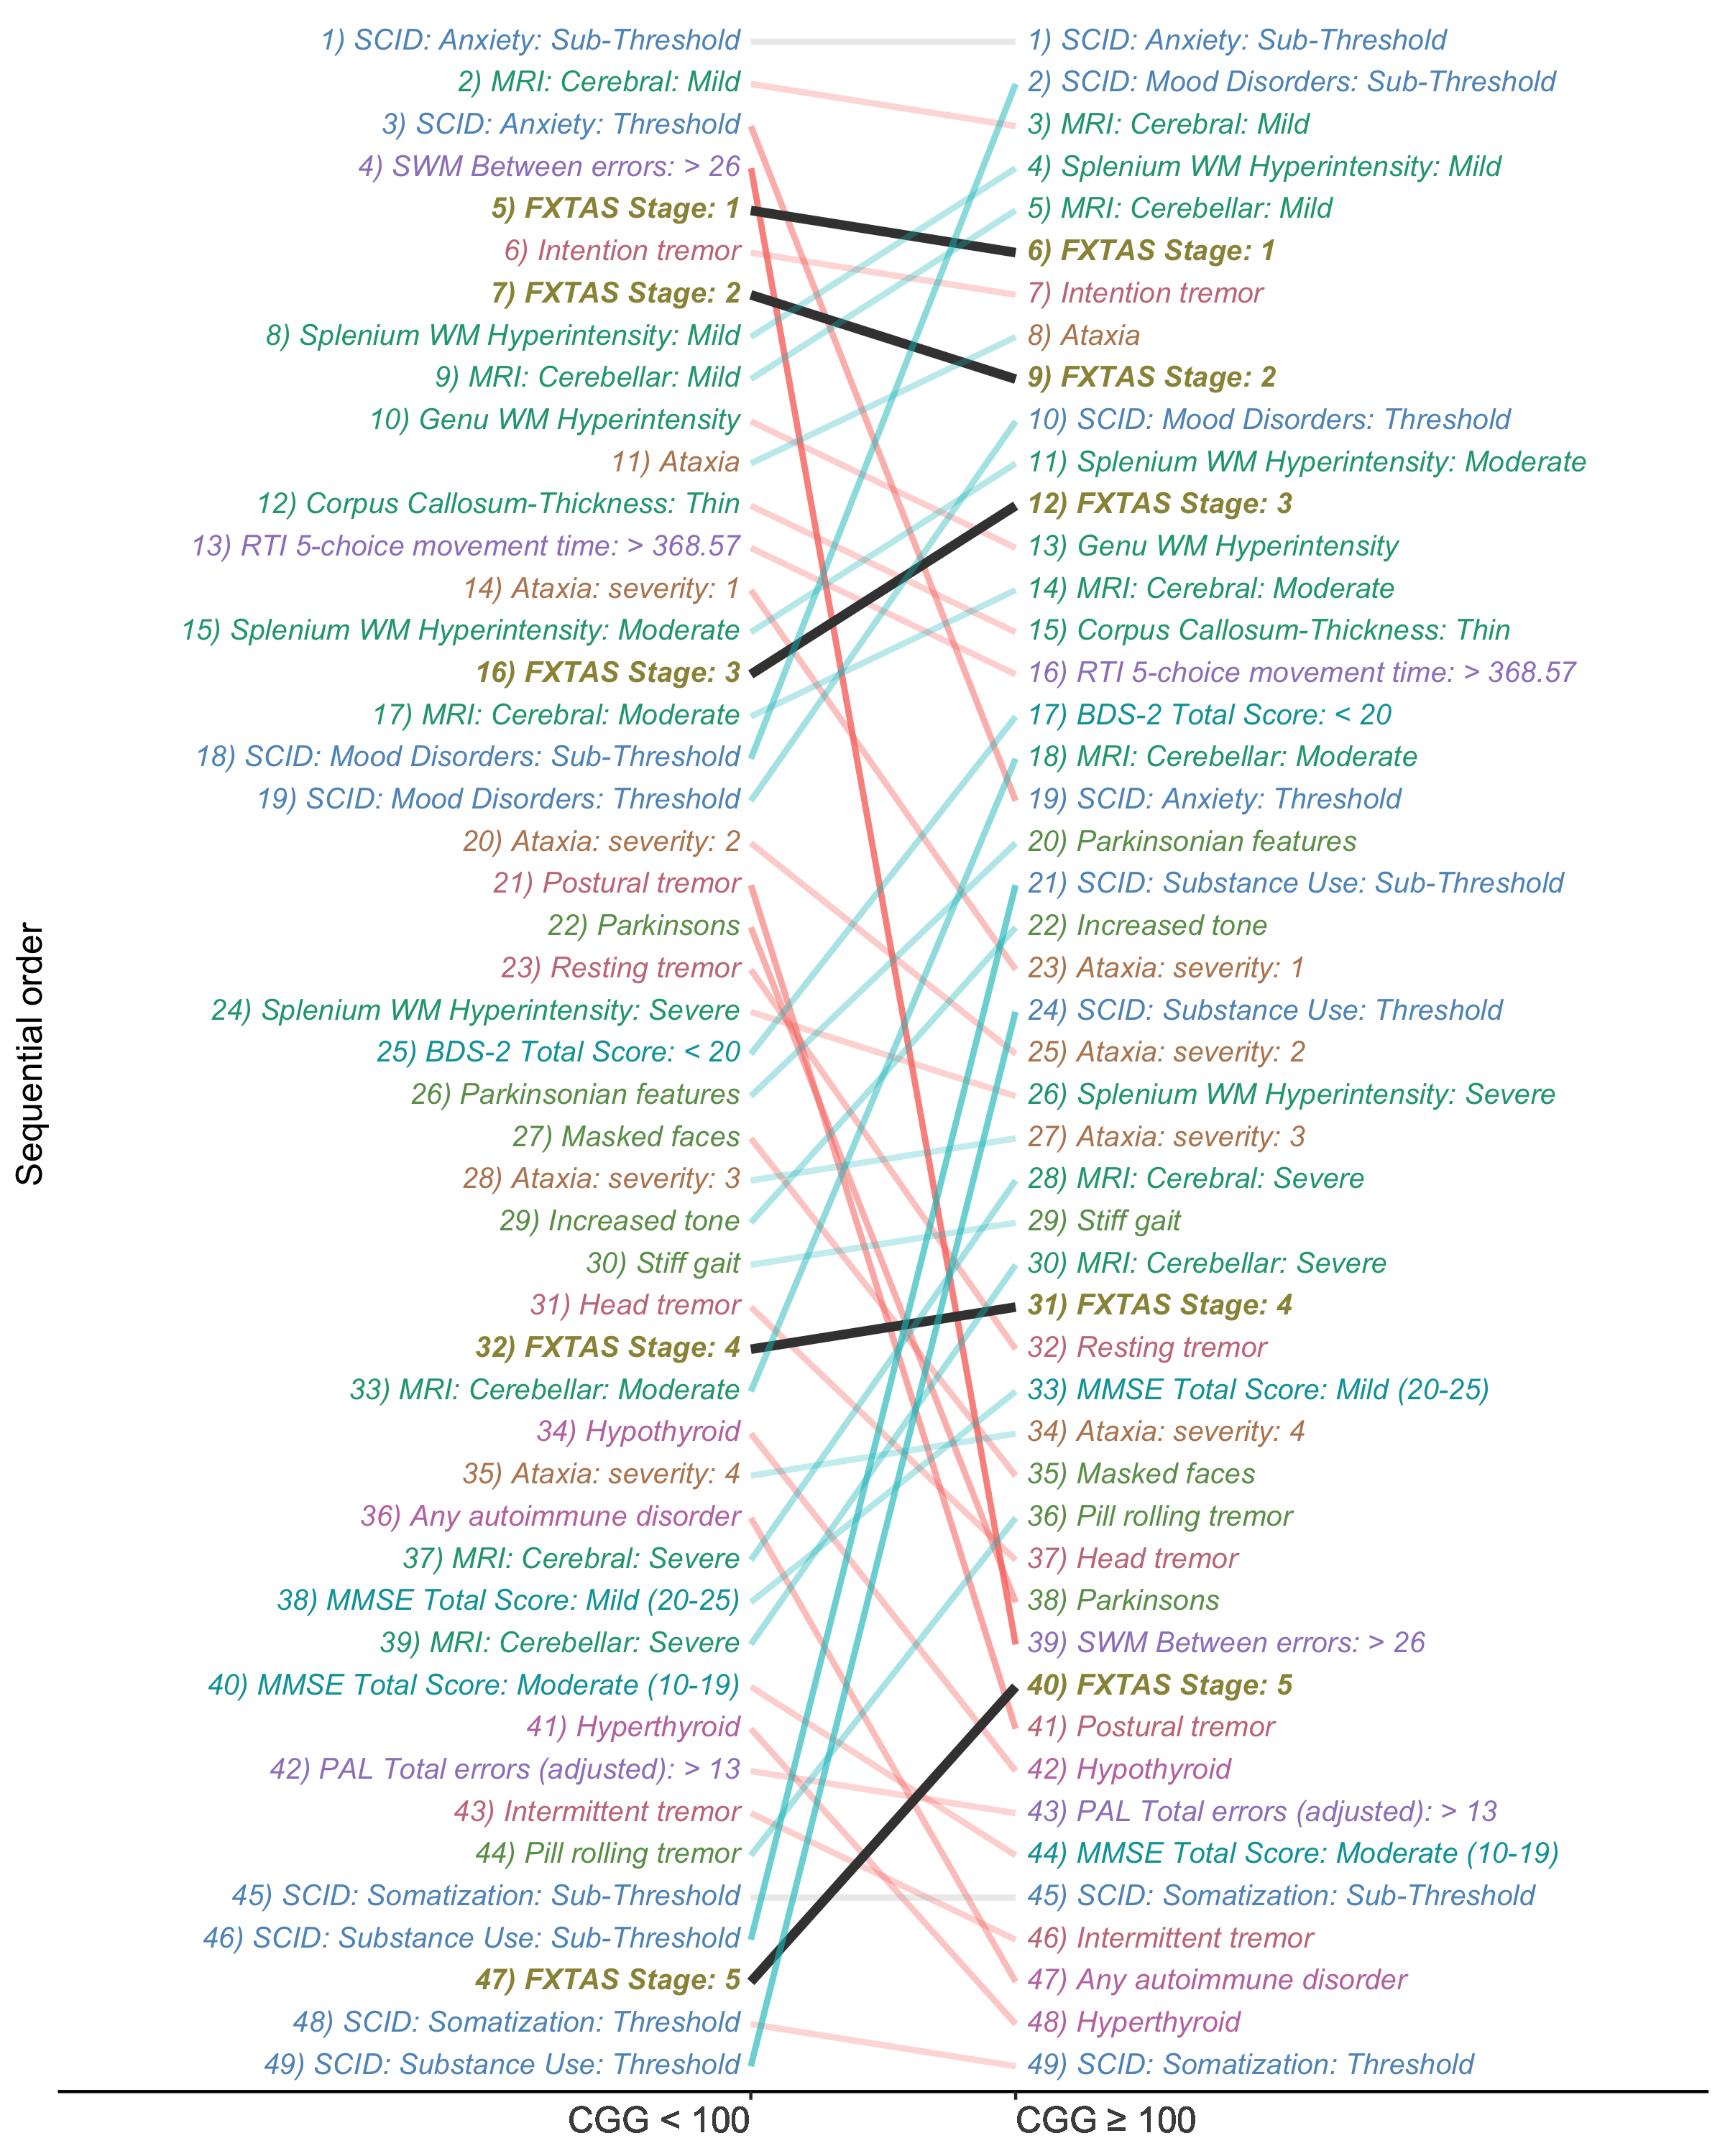 Sequential order
1) SCID: Anxiety: Sub-Threshold
2) MRI: Cerebral: Mild
3) SCID: Anxiety: Threshold
4) SWM Between errors: > 26
5) FXTAS Stage: 1
6) Intention tremor
7) FXTAS Stage: 2
8) Splenium WM Hyperintensity: Mild
9) MRI: Cerebellar: Mild
10) Genu WM Hyperintensity
11) Ataxia
12) Corpus Callosum-Thickness: Thin
13) RTI 5-choice movement time: > 368.57
14) Ataxia: severity: 1
15) Splenium WM Hyperintensity: Moderate
16) FXTAS Stage: 3
17) MRI: Cerebral: Moderate
18) SCID: Mood Disorders: Sub-Threshold
19) SCID: Mood Disorders: Threshold
20) Ataxia: severity: 2
21) Postural tremor
22) Parkinsons
23) Resting tremor
24) Splenium WM Hyperintensity: Severe
25) BDS-2 Total Score: < 20
26) Parkinsonian features
27) Masked faces
28) Ataxia: severity: 3
29) Increased tone
30) Stiff gait
31) Head tremor
32) FXTAS Stage: 4
33) MRI: Cerebellar: Moderate
34) Hypothyroid
35) Ataxia: severity: 4
36) Any autoimmune disorder
37) MRI: Cerebral: Severe
38) MMSE Total Score: Mild (20-25)
39) MRI: Cerebellar: Severe
40) MMSE Total Score: Moderate (10-19)
41) Hyperthyroid
42) PAL Total errors (adjusted): > 13
43) Intermittent tremor
44) Pill rolling tremor
45) SCID: Somatization: Sub-Threshold
46) SCID: Substance Use: Sub-Threshold
47) FXTAS Stage: 5
48) SCID: Somatization: Threshold
49) SCID: Substance Use: Threshold
CGG < 100
1) SCID: Anxiety: Sub-Threshold
2) SCID: Mood Disorders: Sub-Threshold
3) MRI: Cerebral: Mild
4) Splenium WM Hyperintensity: Mild
5) MRI: Cerebellar: Mild
6) FXTAS Stage: 1
7) Intention tremor
8) Ataxia
9) FXTAS Stage: 2
10) SCID: Mood Disorders: Threshold
11) Splenium WM Hyperintensity: Moderate
12) FXTAS Stage: 3
13) Genu WM Hyperintensity
14) MRI: Cerebral: Moderate
15) Corpus Callosum-Thickness: Thin
16) RTI 5-choice movement time: > 368.57
17) BDS-2 Total Score: < 20
18) MRI: Cerebellar: Moderate
19) SCID: Anxiety: Threshold
20) Parkinsonian features
21) SCID: Substance Use: Sub-Threshold
22) Increased tone
23) Ataxia: severity: 1
24) SCID: Substance Use: Threshold
25) Ataxia: severity: 2
26) Splenium WM Hyperintensity: Severe
27) Ataxia: severity: 3
28) MRI: Cerebral: Severe
29) Stiff gait
30) MRI: Cerebellar: Severe
31) FXTAS Stage: 4
32) Resting tremor
33) MMSE Total Score: Mild (20-25)
34) Ataxia: severity: 4
35) Masked faces
36) Pill rolling tremor
37) Head tremor
38) Parkinsons
39) SWM Between errors: > 26
40) FXTAS Stage: 5
41) Postural tremor
42) Hypothyroid
43) PAL Total errors (adjusted): > 13
44) MMSE Total Score: Moderate (10-19)
45) SCID: Somatization: Sub-Threshold
46) Intermittent tremor
47) Any autoimmune disorder
48) Hyperthyroid
49) SCID: Somatization: Threshold
CGG ≥ 100